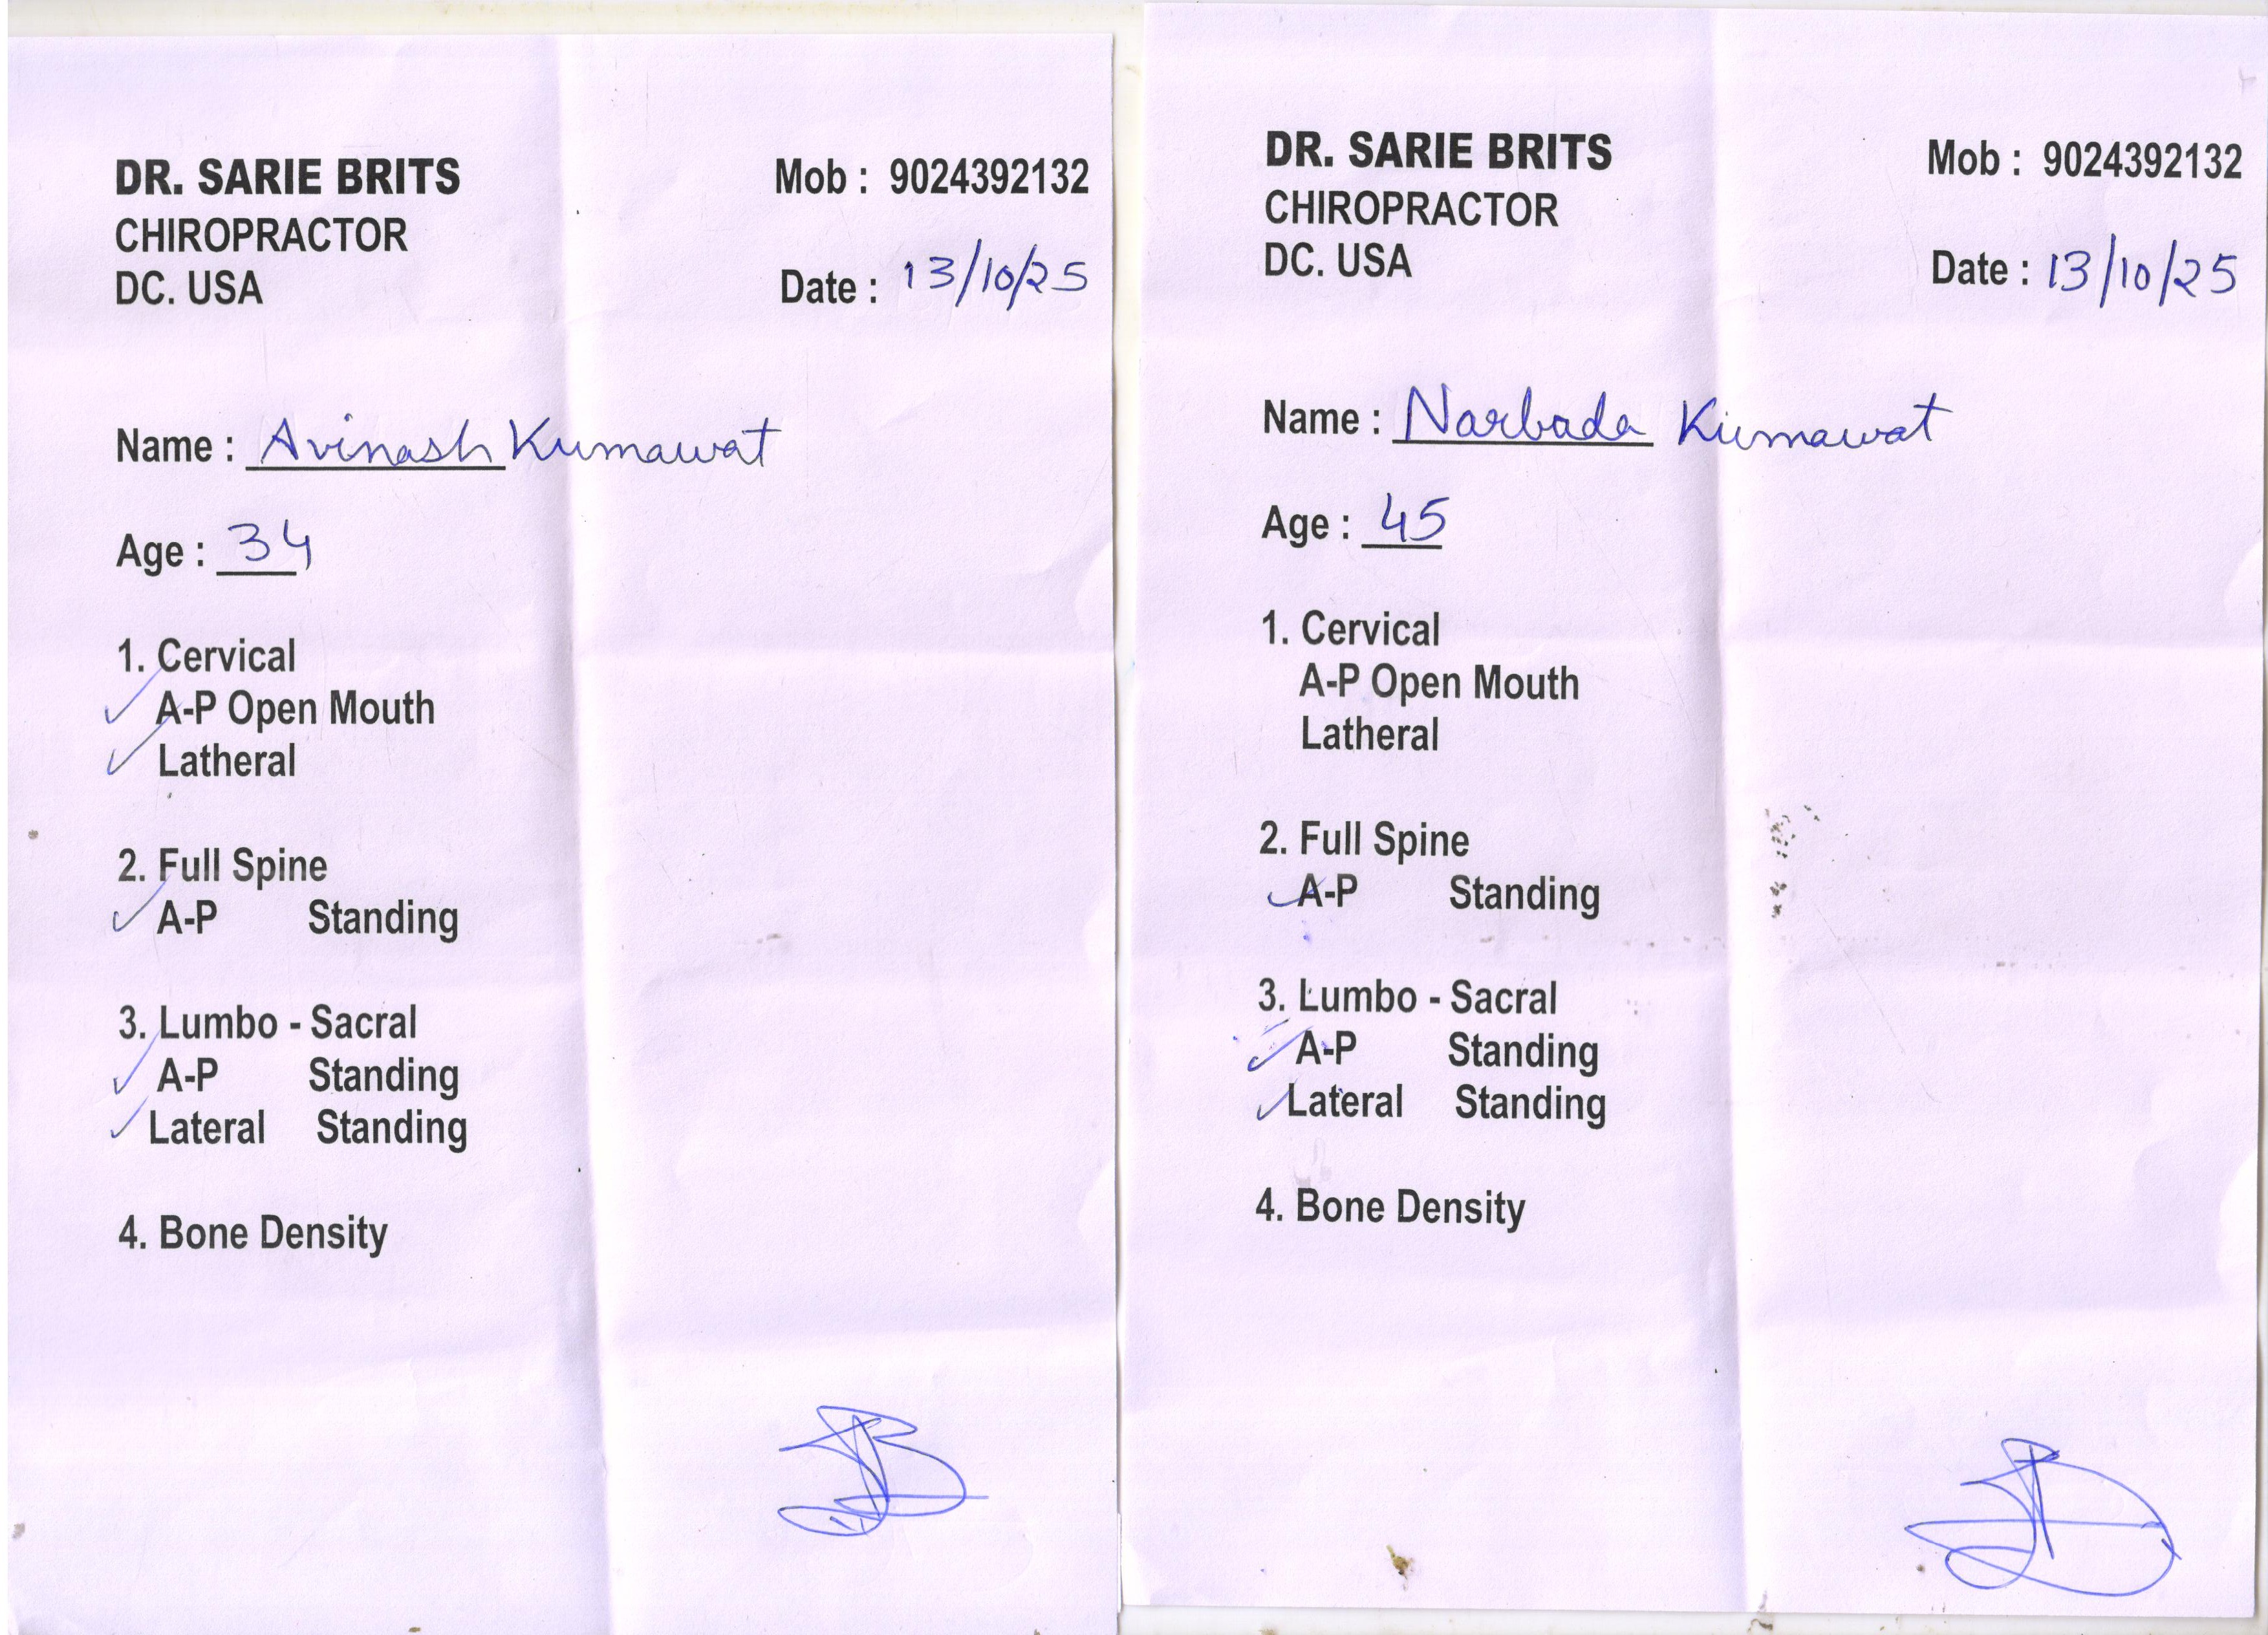 DR. SARIE BRITS
CHIROPRACTOR
DC. USA
Mob : 9024392132
Date : 13/10/25
Name : Avinash Kumawat
Age : 34
1. Cervical
✓ A-P Open Mouth
✓ Latheral
2. Full Spine
✓ A-P Standing
3. Lumbo - Sacral
✓ A-P Standing
✓ Lateral Standing
4. Bone Density
DR. SARIE BRITS
CHIROPRACTOR
DC. USA
Mob : 9024392132
Date : 13/10/25
Name : Narbada Kumawat
Age : 45
1. Cervical
A-P Open Mouth
Latheral
2. Full Spine
✓ A-P Standing
3. Lumbo - Sacral
✓ A-P Standing
✓ Lateral Standing
4. Bone Density